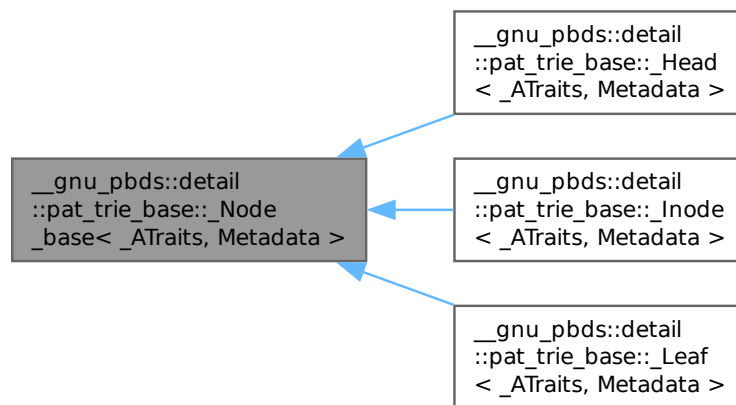 __gnu_pbds::detail
::pat_trie_base::_Head
< _ATraits, Metadata >
__gnu_pbds::detail
::pat_trie_base::_Node
_base< _ATraits, Metadata >
__gnu_pbds::detail
::pat_trie_base::_Inode
< _ATraits, Metadata >
__gnu_pbds::detail
::pat_trie_base::_Leaf
< _ATraits, Metadata >